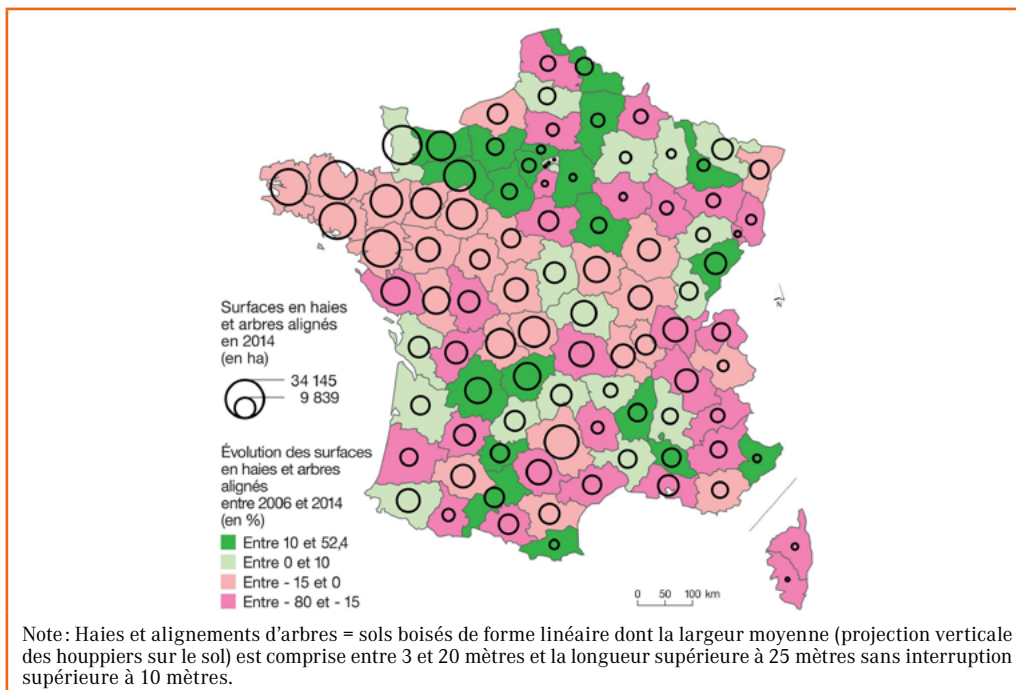 Surfaces en haies
et arbres alignés
en 2014
(en ha)
34 145
9 839
Évolution des surfaces
en haies et arbres
alignés
entre 2006 et 2014
(en %)
Entre 10 et 52,4
Entre 0 et 10
Entre - 15 et 0
Entre - 80 et - 15
N
0 50 100 km
Note : Haies et alignements d'arbres = sols boisés de forme linéaire dont la largeur moyenne (projection verticale
des houppiers sur le sol) est comprise entre 3 et 20 mètres et la longueur supérieure à 25 mètres sans interruption
supérieure à 10 mètres.